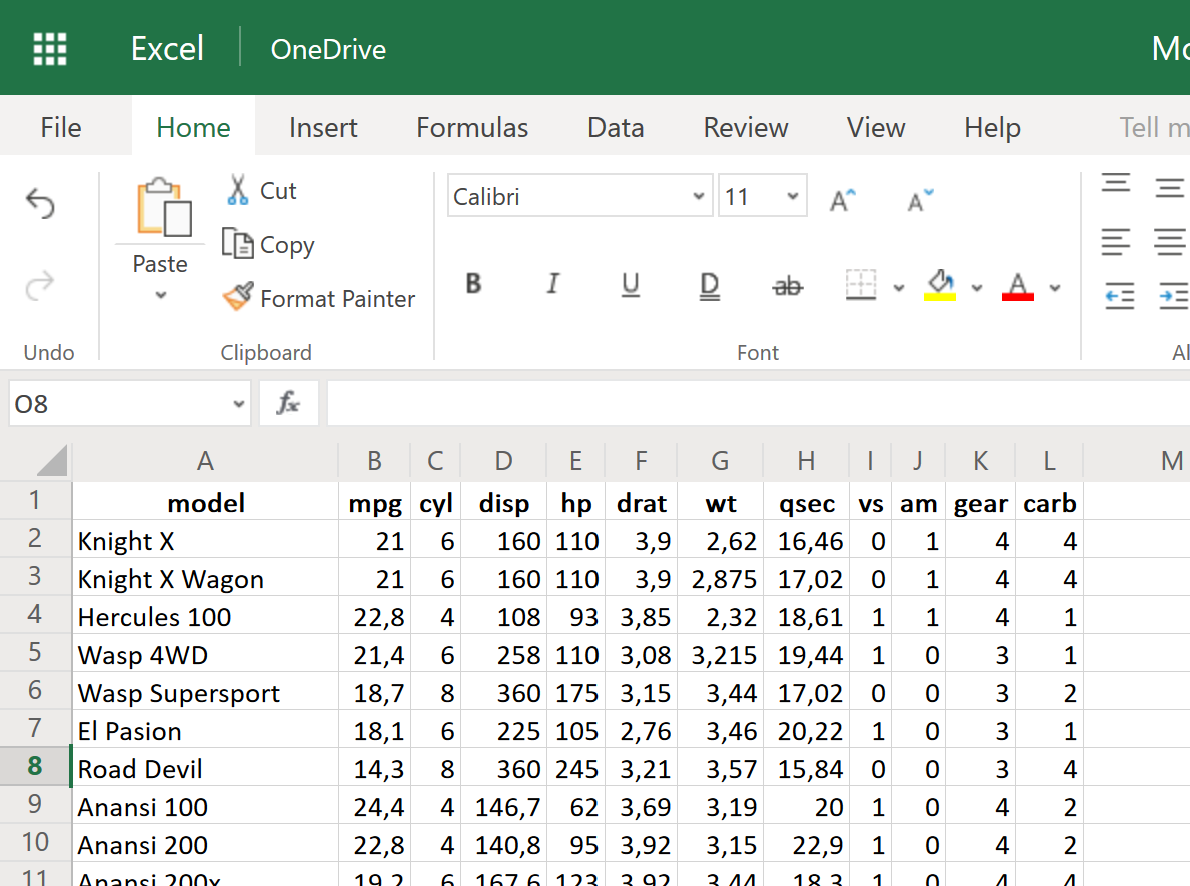 Excel OneDrive
File Home Insert Formulas Data Review View Help Tell m
Cut
Copy
Format Painter
Paste
Calibri 11 A A
B I U D ab A
Undo Clipboard Font Al
O8 fx
A B C D E F G H I J K L M
1 model mpg cyl disp hp drat wt qsec vs am gear carb
2 Knight X 21 6 160 110 3,9 2,62 16,46 0 1 4 4
3 Knight X Wagon 21 6 160 110 3,9 2,875 17,02 0 1 4 4
4 Hercules 100 22,8 4 108 93 3,85 2,32 18,61 1 1 4 1
5 Wasp 4WD 21,4 6 258 110 3,08 3,215 19,44 1 0 3 1
6 Wasp Supersport 18,7 8 360 175 3,15 3,44 17,02 0 0 3 2
7 El Pasion 18,1 6 225 105 2,76 3,46 20,22 1 0 3 1
8 Road Devil 14,3 8 360 245 3,21 3,57 15,84 0 0 3 4
9 Anansi 100 24,4 4 146,7 62 3,69 3,19 20 1 0 4 2
10 Anansi 200 22,8 4 140,8 95 3,92 3,15 22,9 1 0 4 2
11 Anansi 200x 19,2 6 167,6 123 3,92 3,44 18,3 1 0 4 4